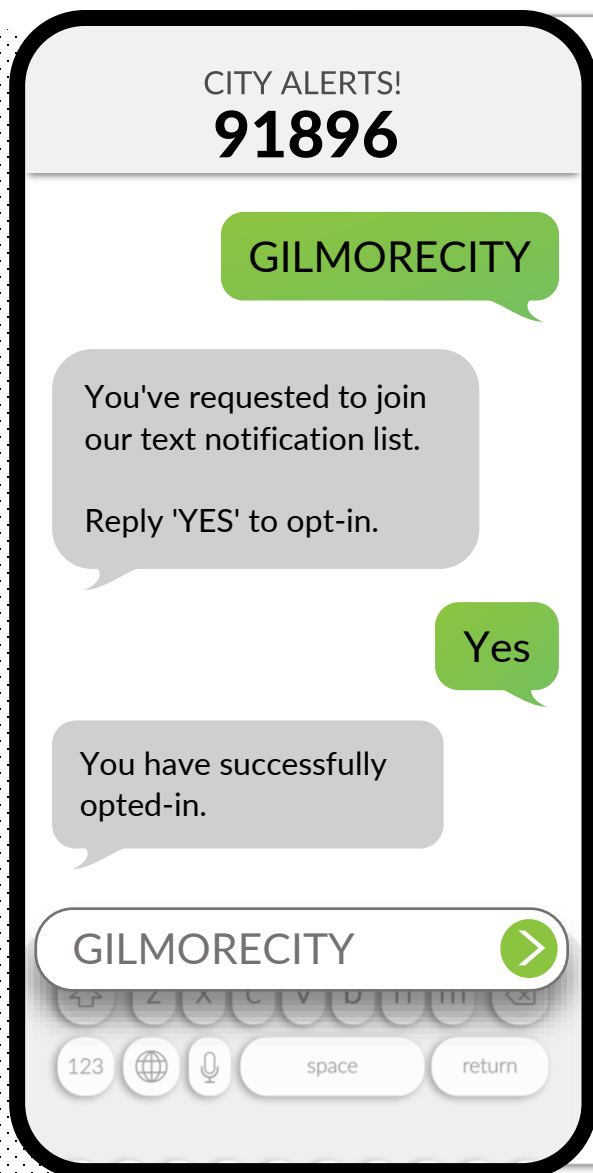 CITY ALERTS!
91896
GILMORECITY
You've requested to join
our text notification list.
Reply 'YES' to opt-in.
Yes
You have successfully
opted-in.
GILMORECITY
Z X C V b n m
123 space return